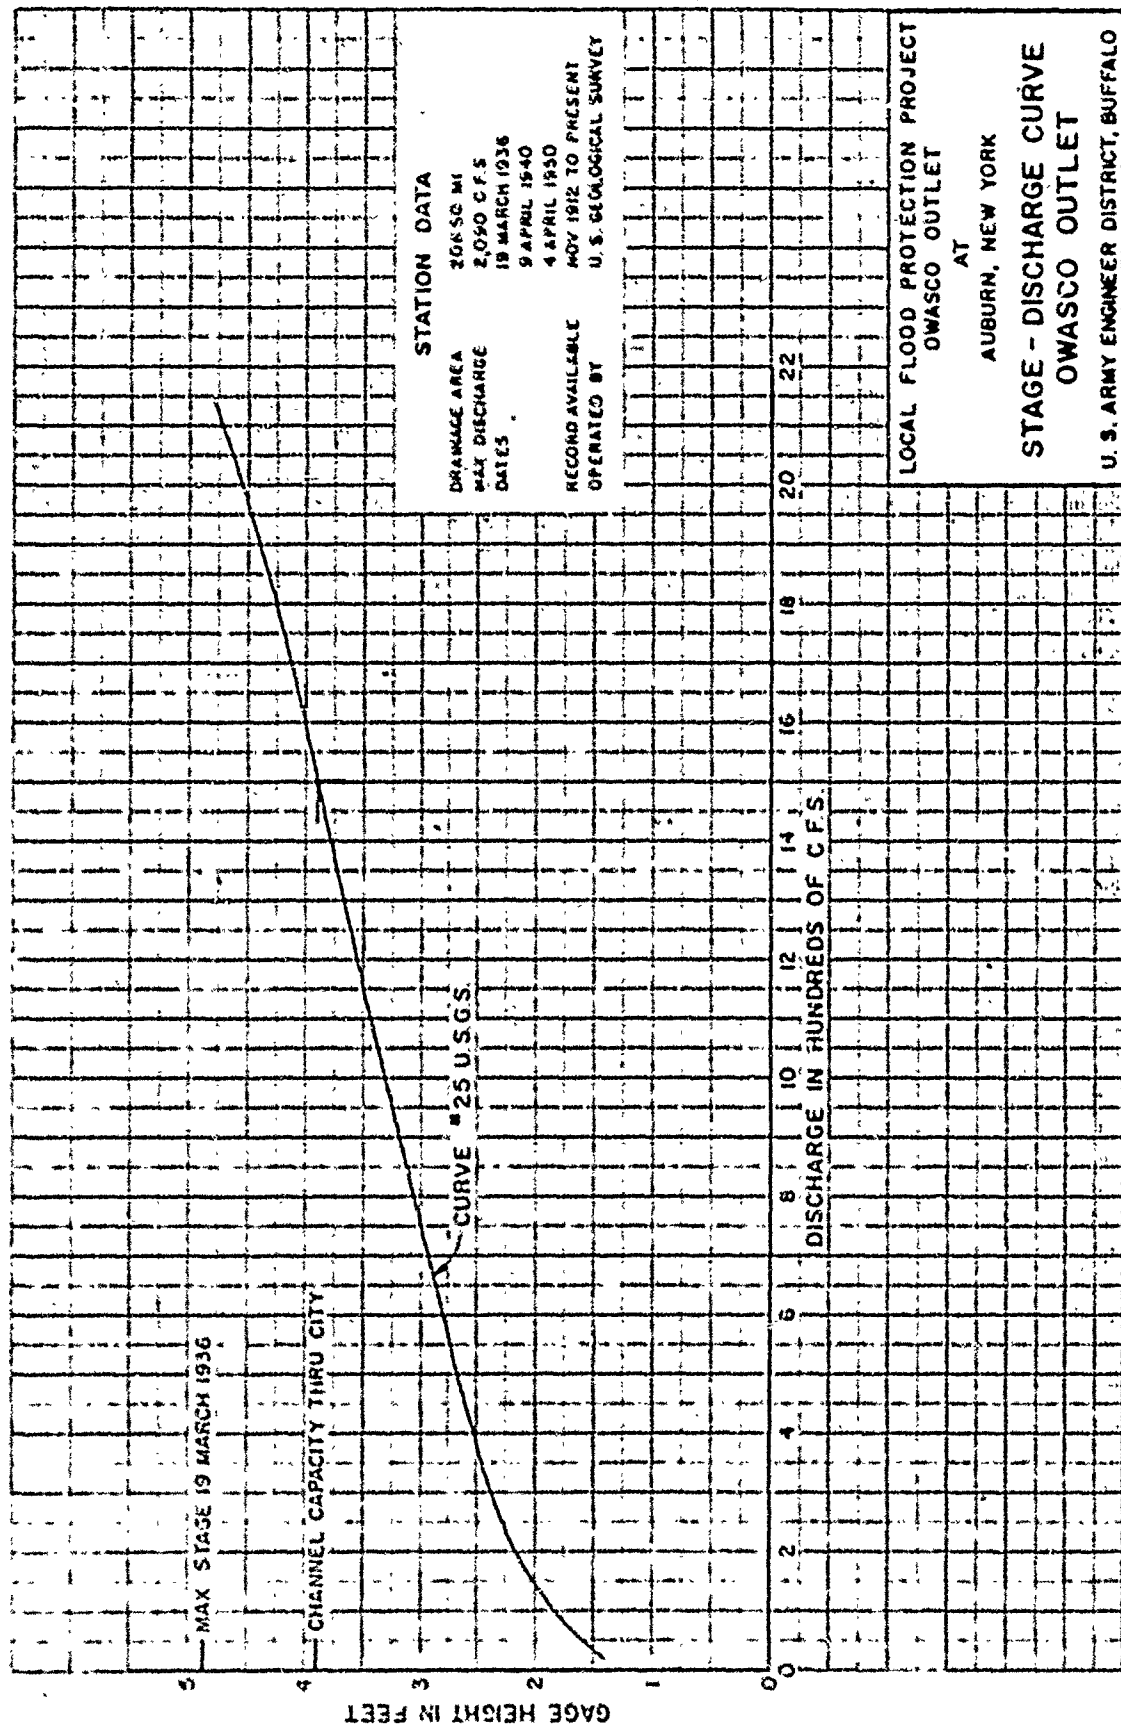 GAGE HEIGHT IN FEET
5
4
3
2
1
0
MAX STAGE 19 MARCH 1936
CHANNEL CAPACITY THRU CITY
CURVE #25 U.S.G.S.
0 2 4 6 8 10 12 14 16 18 20 22
DISCHARGE IN HUNDREDS OF C.F.S.
STATION DATA
DRAINAGE AREA SQ MI
MAX DISCHARGE 2,090 C.F.S
DATES 19 MARCH 1936
9 APRIL 1940
4 APRIL 1950
RECORD AVAILABLE NOV 1912 TO PRESENT
OPERATED BY U. S. GEOLOGICAL SURVEY
LOCAL FLOOD PROTECTION PROJECT
OWASCO OUTLET
AT
AUBURN, NEW YORK
STAGE - DISCHARGE CURVE
OWASCO OUTLET
U. S. ARMY ENGINEER DISTRICT, BUFFALO